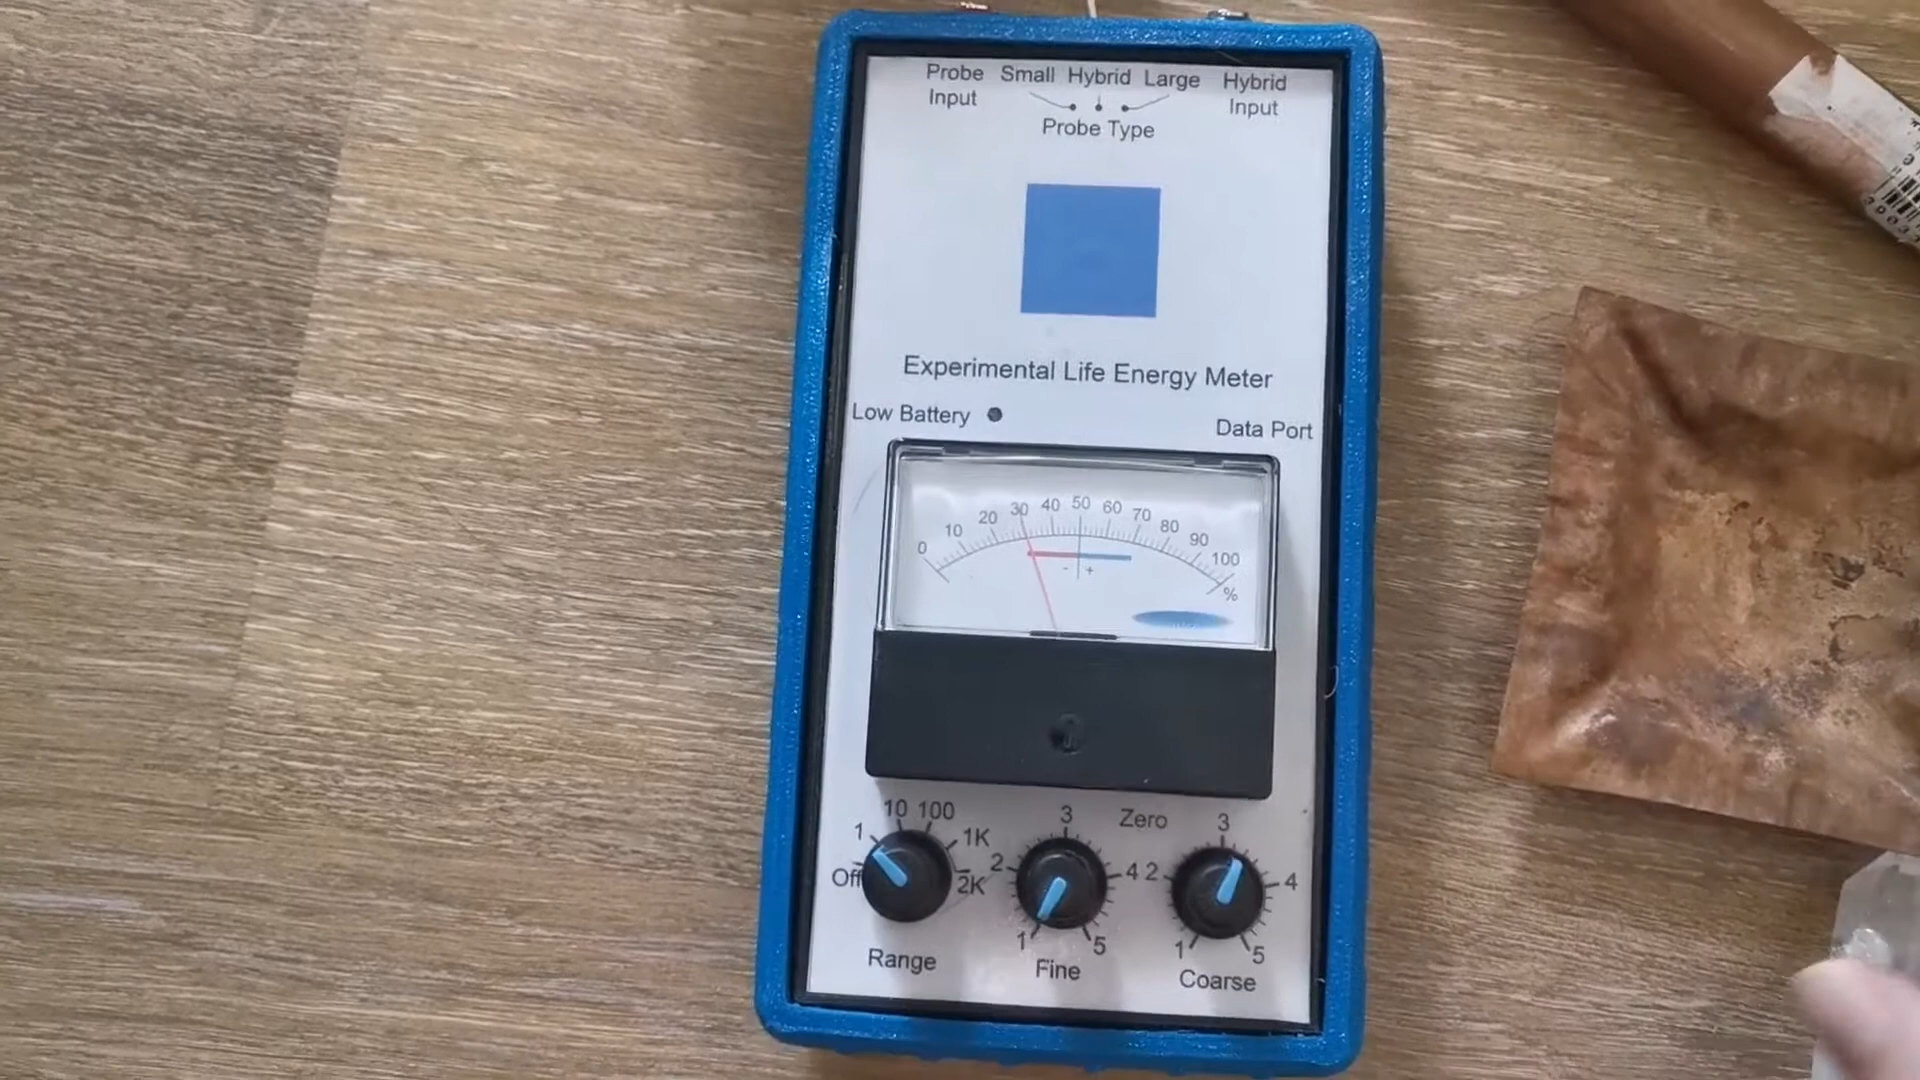 Probe Input
Small Hybrid Large
Hybrid Input
Probe Type
Experimental Life Energy Meter
Low Battery
Data Port
0 10 20 30 40 50 60 70 80 90 100
- +
%
Off 1 10 100 1K 2K
Range
1 2 3 4 5
Fine
Zero
1 2 3 4 5
Coarse